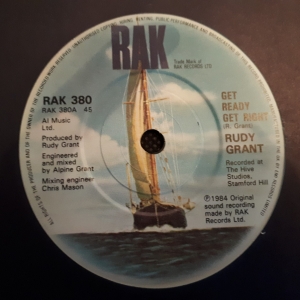 RAK
Trade Mark of
RAK RECORDS LTD.
RAK 380
RAK 380A 45
Al Music
Ltd.
Produced by
Rudy Grant
Engineered
and mixed
by Alpine Grant
Mixing engineer
Chris Mason
GET
READY
GET RIGHT
(R. Grant)
RUDY
GRANT
Recorded at
The Hive
Studios,
Stamford Hill.
℗1984 Original
sound recording
made by RAK
Records Ltd.